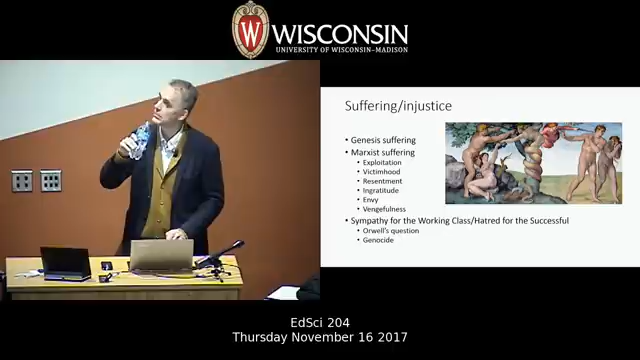 WISCONSIN
UNIVERSITY OF WISCONSIN–MADISON
Suffering/injustice
• Genesis suffering
• Marxist suffering
• Exploitation
• Victimhood
• Resentment
• Ingratitude
• Envy
• Vengefulness
• Sympathy for the Working Class/Hatred for the Successful
• Orwell's question
• Genocide
EdSci 204
Thursday November 16 2017